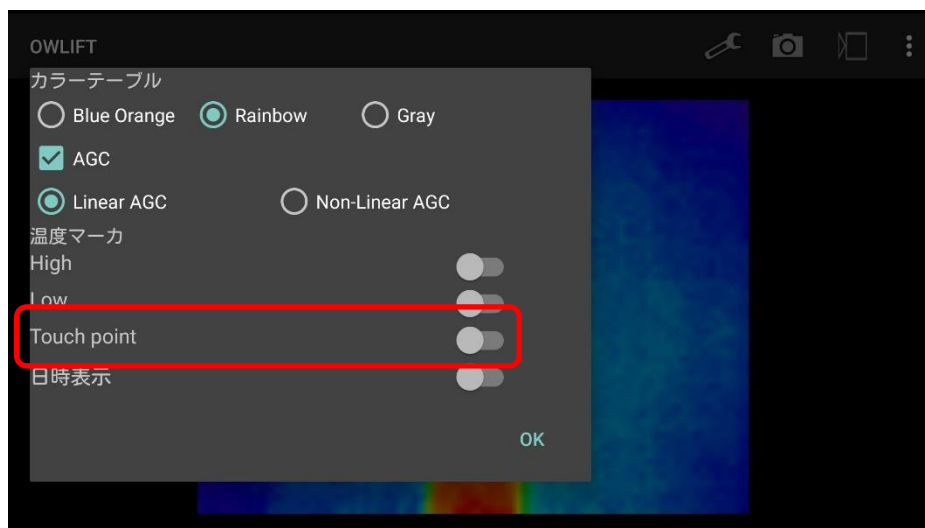 OWLIFT
カラーテーブル
Blue Orange Rainbow Gray
AGC
Linear AGC Non-Linear AGC
温度マーカ
High
Low
Touch point
日時表示
OK